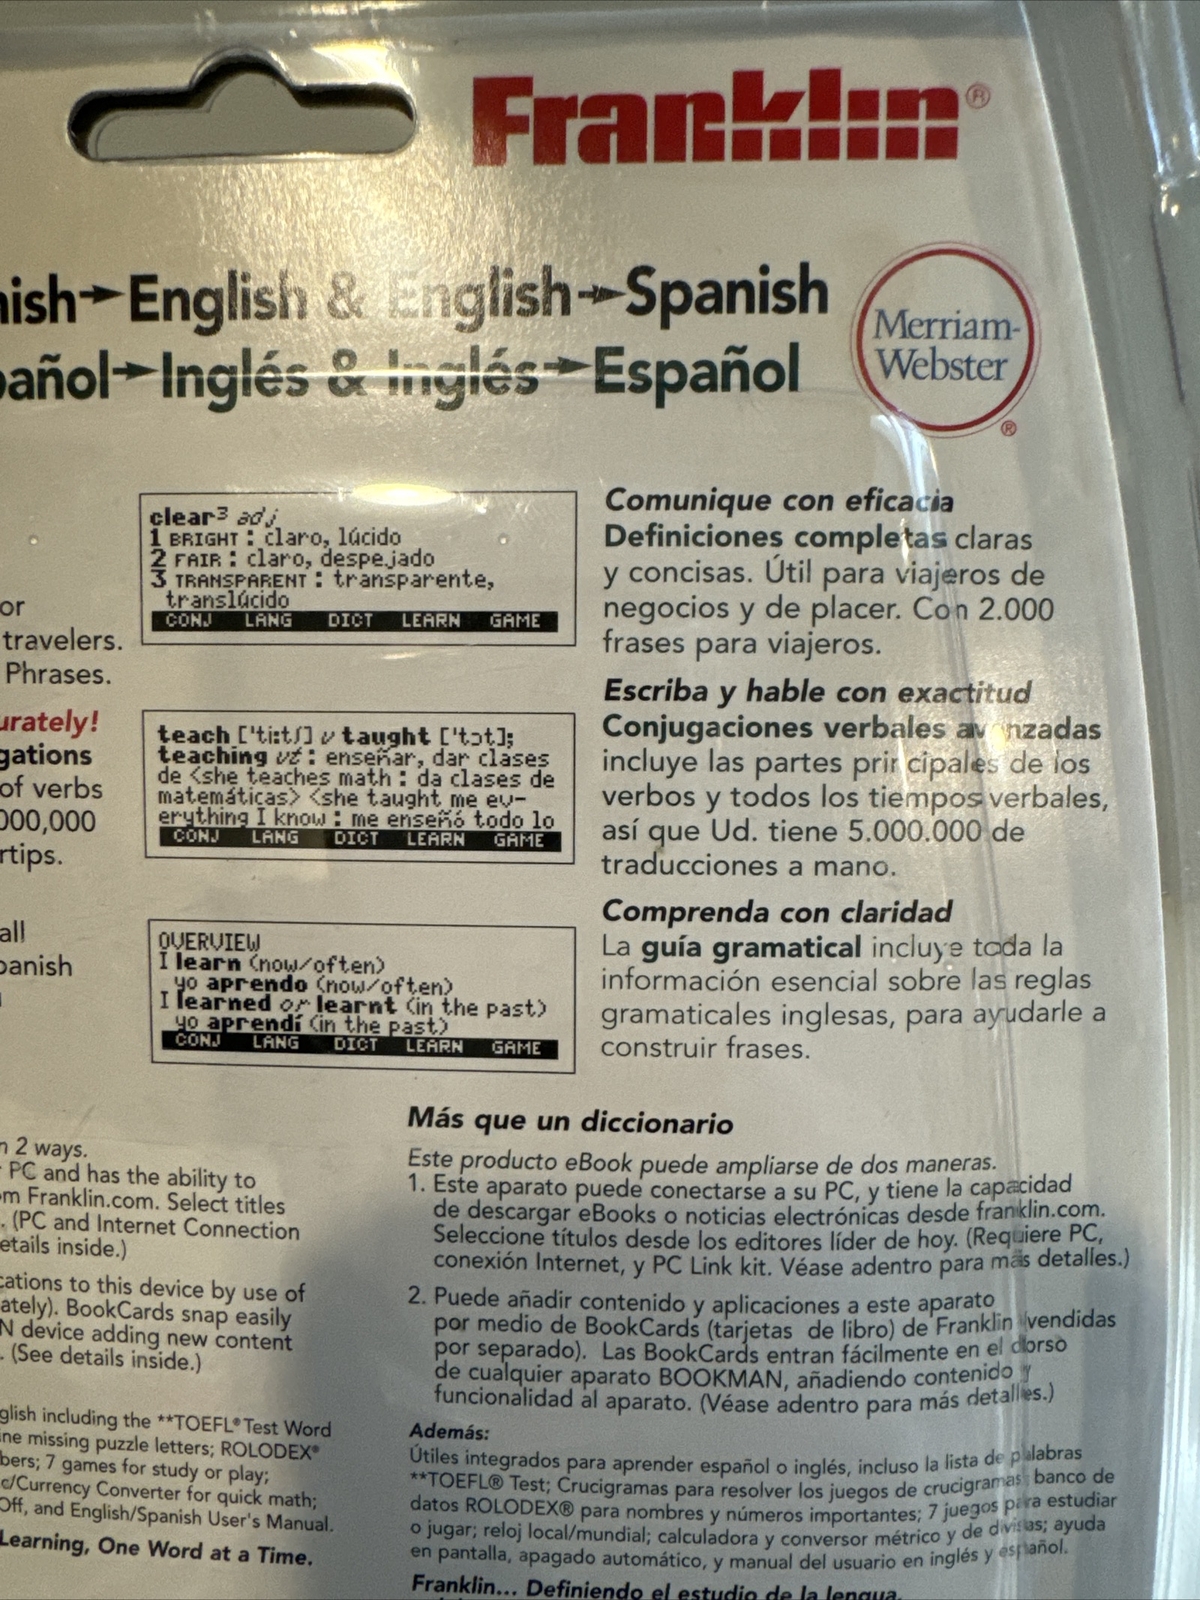 Franklin®
nish→English & English→Spanish
pañol→Inglés & Inglés→Español
Merriam-
Webster
®
or
travelers.
Phrases.
urately!
gations
of verbs
000,000
rtips.
all
panish
clear³ adj
1 BRIGHT : claro, lúcido
2 FAIR : claro, despejado
3 TRANSPARENT : transparente,
translúcido
CONJ LANG DICT LEARN GAME
teach ['ti:tʃ] v taught ['tɔt];
teaching vt : enseñar, dar clases
de <she teaches math : da clases de
matemáticas> <she taught me ev-
erything I know : me enseñó todo lo
CONJ LANG DICT LEARN GAME
OVERVIEW
I learn (now/often)
yo aprendo (now/often)
I learned or learnt (in the past)
yo aprendí (in the past)
CONJ LANG DICT LEARN GAME
Comunique con eficacia
Definiciones completas claras
y concisas. Útil para viajeros de
negocios y de placer. Con 2.000
frases para viajeros.
Escriba y hable con exactitud
Conjugaciones verbales avanzadas
incluye las partes principales de los
verbos y todos los tiempos verbales,
así que Ud. tiene 5.000.000 de
traducciones a mano.
Comprenda con claridad
La guía gramatical incluye toda la
información esencial sobre las reglas
gramaticales inglesas, para ayudarle a
construir frases.
n 2 ways.
PC and has the ability to
om Franklin.com. Select titles
. (PC and Internet Connection
etails inside.)
cations to this device by use of
ately). BookCards snap easily
N device adding new content
. (See details inside.)
glish including the **TOEFL® Test Word
ne missing puzzle letters; ROLODEX®
bers; 7 games for study or play;
c/Currency Converter for quick math;
Off, and English/Spanish User's Manual.
Learning, One Word at a Time.
Más que un diccionario
Este producto eBook puede ampliarse de dos maneras.
1. Este aparato puede conectarse a su PC, y tiene la capacidad
de descargar eBooks o noticias electrónicas desde franklin.com.
Seleccione títulos desde los editores líder de hoy. (Requiere PC,
conexión Internet, y PC Link kit. Véase adentro para más detalles.)
2. Puede añadir contenido y aplicaciones a este aparato
por medio de BookCards (tarjetas de libro) de Franklin (vendidas
por separado). Las BookCards entran fácilmente en el dorso
de cualquier aparato BOOKMAN, añadiendo contenido y
funcionalidad al aparato. (Véase adentro para más detalles.)
Además:
Útiles integrados para aprender español o inglés, incluso la lista de palabras
**TOEFL® Test; Crucigramas para resolver los juegos de crucigramas; banco de
datos ROLODEX® para nombres y números importantes; 7 juegos para estudiar
o jugar; reloj local/mundial; calculadora y conversor métrico y de divisas; ayuda
en pantalla, apagado automático, y manual del usuario en inglés y español.
Franklin... Definiendo el estudio de la lengua.